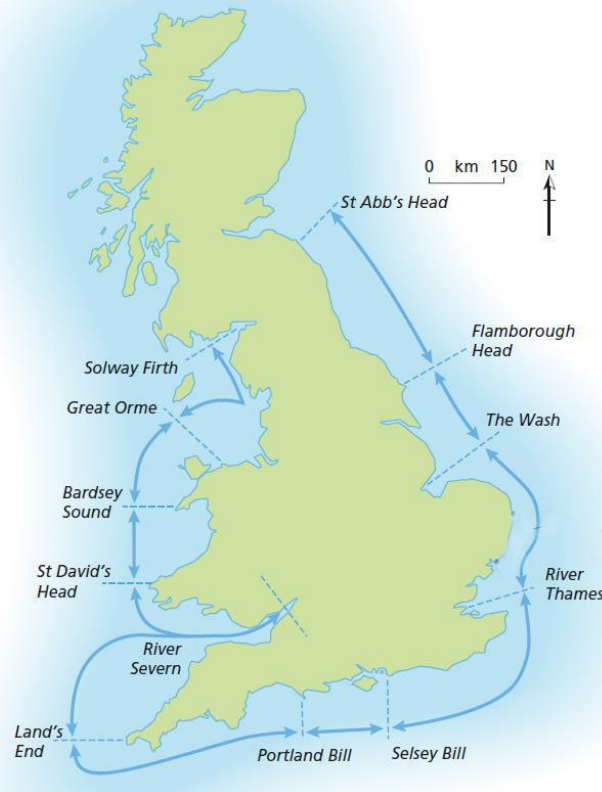 0 km 150
N
St Abb's Head
Flamborough
Head
Solway Firth
Great Orme
The Wash
Bardsey
Sound
St David's
Head
River
Thames
River
Severn
Land's
End
Portland Bill
Selsey Bill